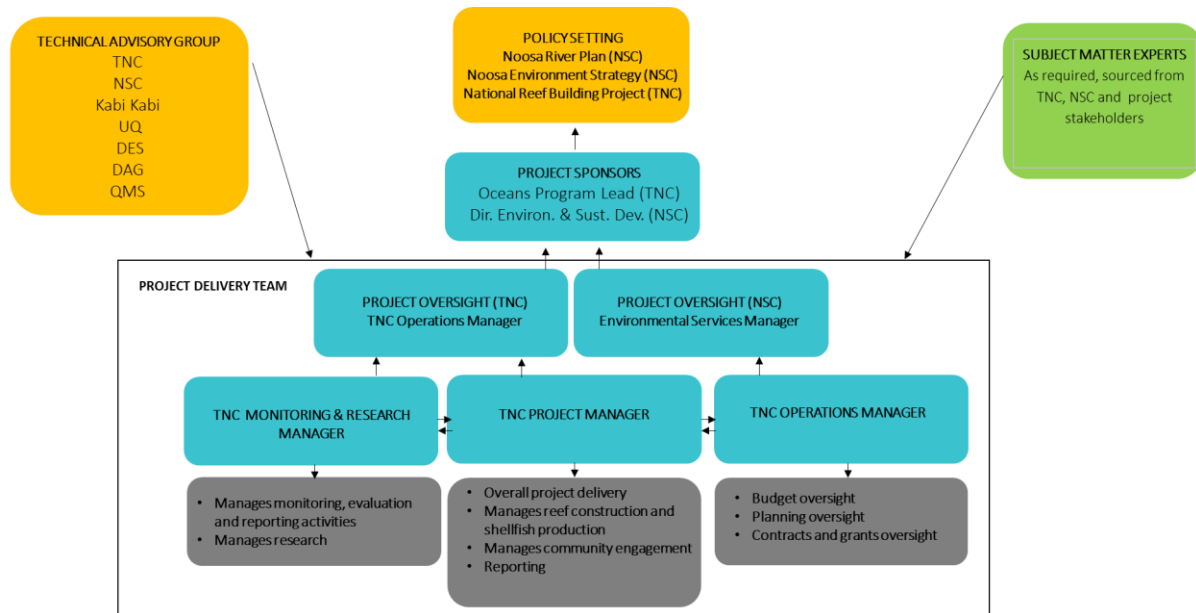 TECHNICAL ADVISORY GROUP
TNC
NSC
Kabi Kabi
UQ
DES
DAG
QMS
POLICY SETTING
Noosa River Plan (NSC)
Noosa Environment Strategy (NSC)
National Reef Building Project (TNC)
SUBJECT MATTER EXPERTS
As required, sourced from
TNC, NSC and project
stakeholders
PROJECT SPONSORS
Oceans Program Lead (TNC)
Dir. Environ. & Sust. Dev. (NSC)
PROJECT DELIVERY TEAM
PROJECT OVERSIGHT (TNC)
TNC Operations Manager
PROJECT OVERSIGHT (NSC)
Environmental Services Manager
TNC MONITORING & RESEARCH
MANAGER
TNC PROJECT MANAGER
TNC OPERATIONS MANAGER
• Manages monitoring, evaluation
and reporting activities
• Manages research
• Overall project delivery
• Manages reef construction and
shellfish production
• Manages community engagement
• Reporting
• Budget oversight
• Planning oversight
• Contracts and grants oversight